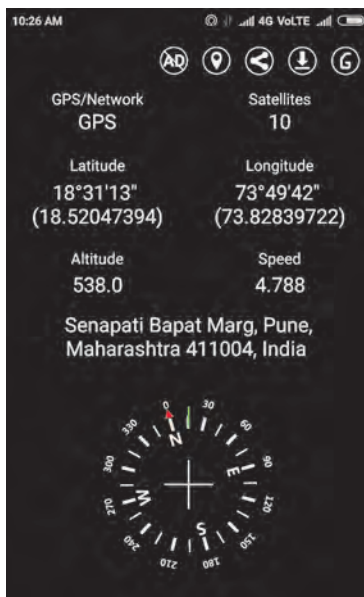 10:26 AM 4G VoLTE
AD G
GPS/Network Satellites
GPS 10
Latitude Longitude
18°31'13" 73°49'42"
(18.52047394) (73.82839722)
Altitude Speed
538.0 4.788
Senapati Bapat Marg, Pune,
Maharashtra 411004, India
0 30 60 90 120 150 180 210 240 270 300 330
N E S W